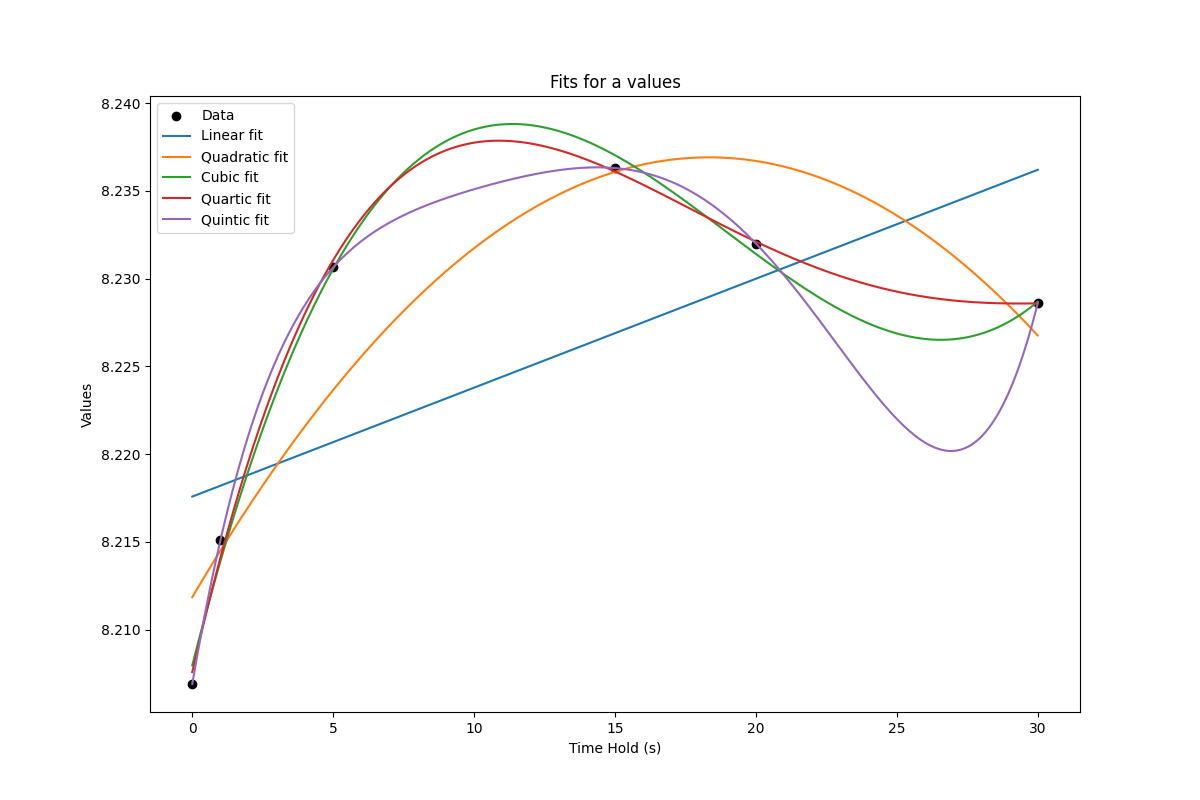 Fits for a values
Data
Linear fit
Quadratic fit
Cubic fit
Quartic fit
Quintic fit
8.240
8.235
8.230
8.225
8.220
8.215
8.210
Values
0 5 10 15 20 25 30
Time Hold (s)